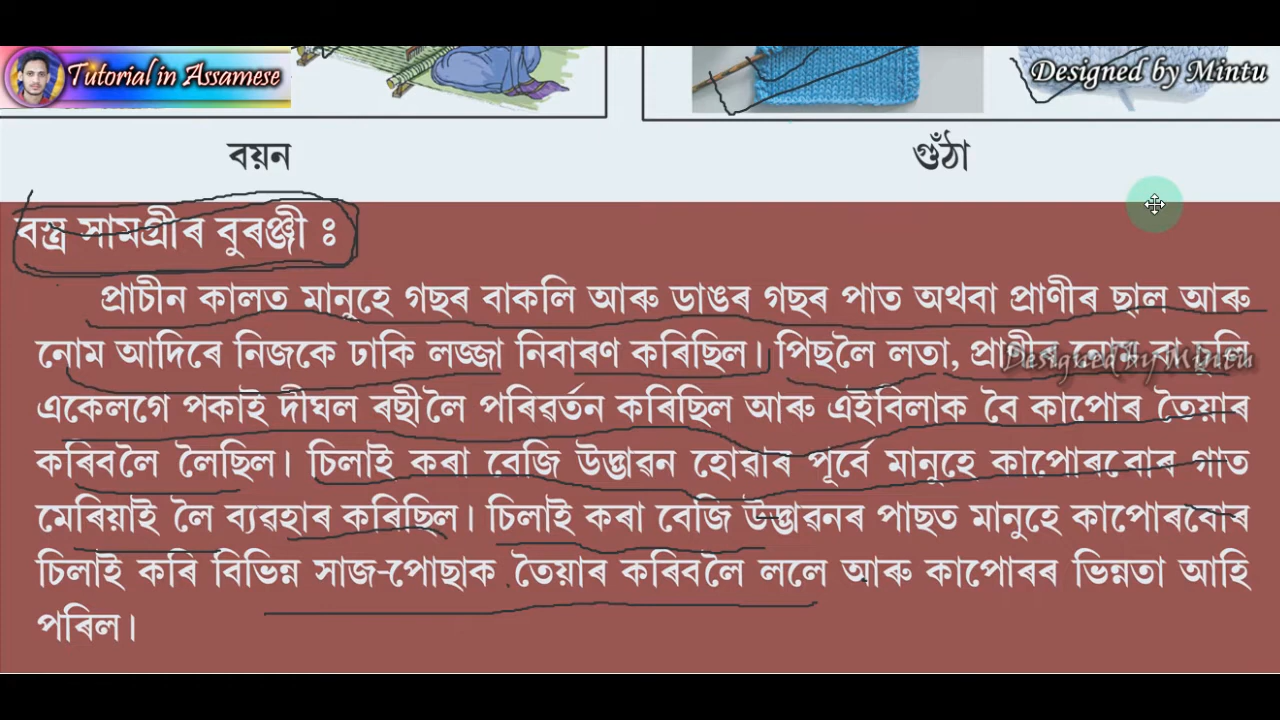 Tutorial in Assamese
Designed by Mintu
বয়ন
গুঁঠা
বস্ত্ৰ সামগ্ৰীৰ বুৰঞ্জী ঃ
প্ৰাচীন কালত মানুহে গছৰ বাকলি আৰু ডাঙৰ গছৰ পাত অথবা প্ৰাণীৰ ছাল আৰু
নোম আদিৰে নিজকে ঢাকি লজ্জা নিবাৰণ কৰিছিল। পিছলৈ লতা, প্ৰাণীৰ নোম বা চুলি
Designed by Mintu
একেলগে পকাই দীঘল ৰছীলৈ পৰিৱৰ্তন কৰিছিল আৰু এইবিলাক বৈ কাপোৰ তৈয়াৰ
কৰিবলৈ লৈছিল। চিলাই কৰা বেজি উদ্ভাৱন হোৱাৰ পূৰ্বে মানুহে কাপোৰবোৰ গাত
মেৰিয়াই লৈ ব্যৱহাৰ কৰিছিল। চিলাই কৰা বেজি উদ্ভাৱনৰ পাছত মানুহে কাপোৰবোৰ
চিলাই কৰি বিভিন্ন সাজ-পোছাক তৈয়াৰ কৰিবলৈ ললে আৰু কাপোৰৰ ভিন্নতা আহি
পৰিল।